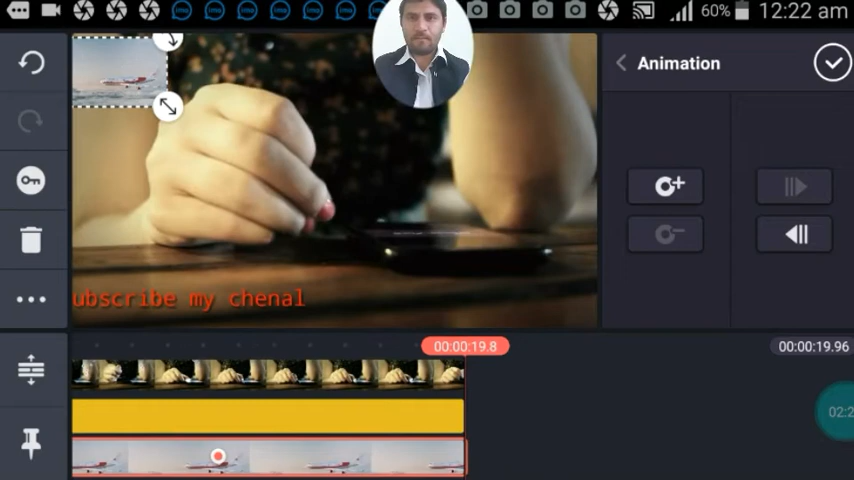 60% 12:22 am
Animation
ubscribe my chenal
00:00:19.8
00:00:19.96
02:2